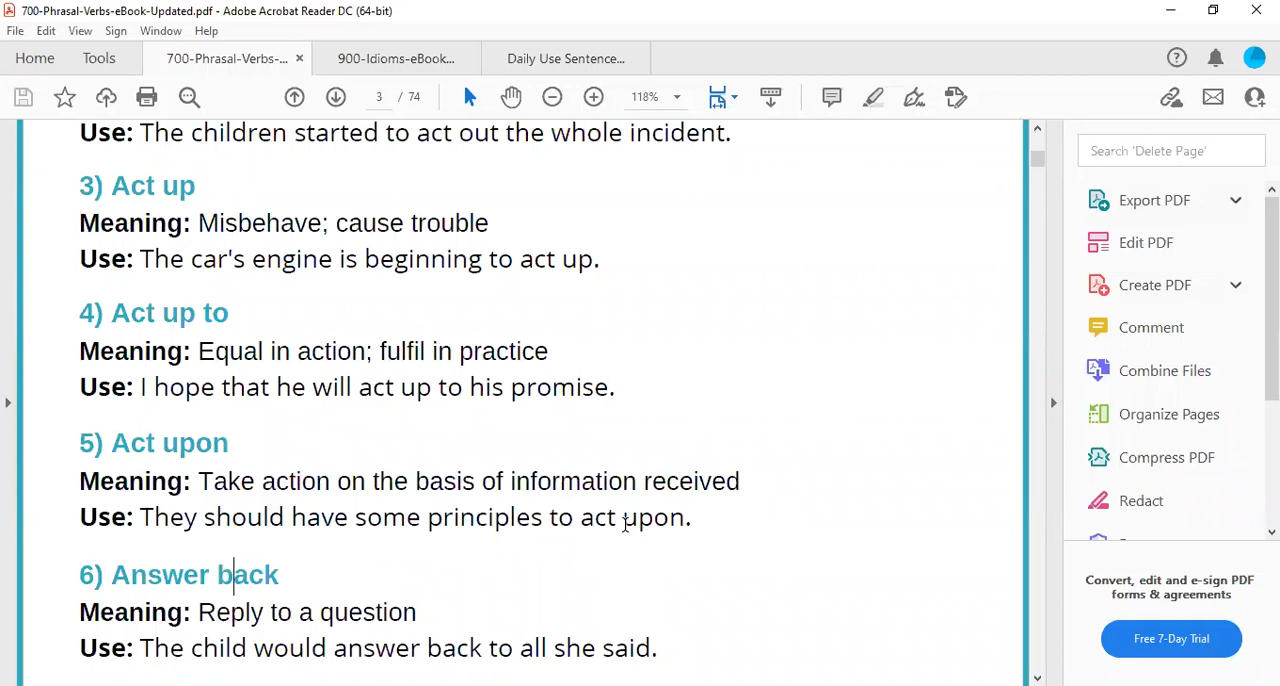 700-Phrasal-Verbs-eBook-Updated.pdf - Adobe Acrobat Reader DC (64-bit)
File Edit View Sign Window Help
Home Tools 700-Phrasal-Verbs-... 900-Idioms-eBook... Daily Use Sentence...
3 / 74 118%
Use: The children started to act out the whole incident.
3) Act up
Meaning: Misbehave; cause trouble
Use: The car's engine is beginning to act up.
4) Act up to
Meaning: Equal in action; fulfil in practice
Use: I hope that he will act up to his promise.
5) Act upon
Meaning: Take action on the basis of information received
Use: They should have some principles to act upon.
6) Answer back
Meaning: Reply to a question
Use: The child would answer back to all she said.
Search 'Delete Page'
Export PDF
Edit PDF
Create PDF
Comment
Combine Files
Organize Pages
Compress PDF
Redact
Convert, edit and e-sign PDF
forms & agreements
Free 7-Day Trial